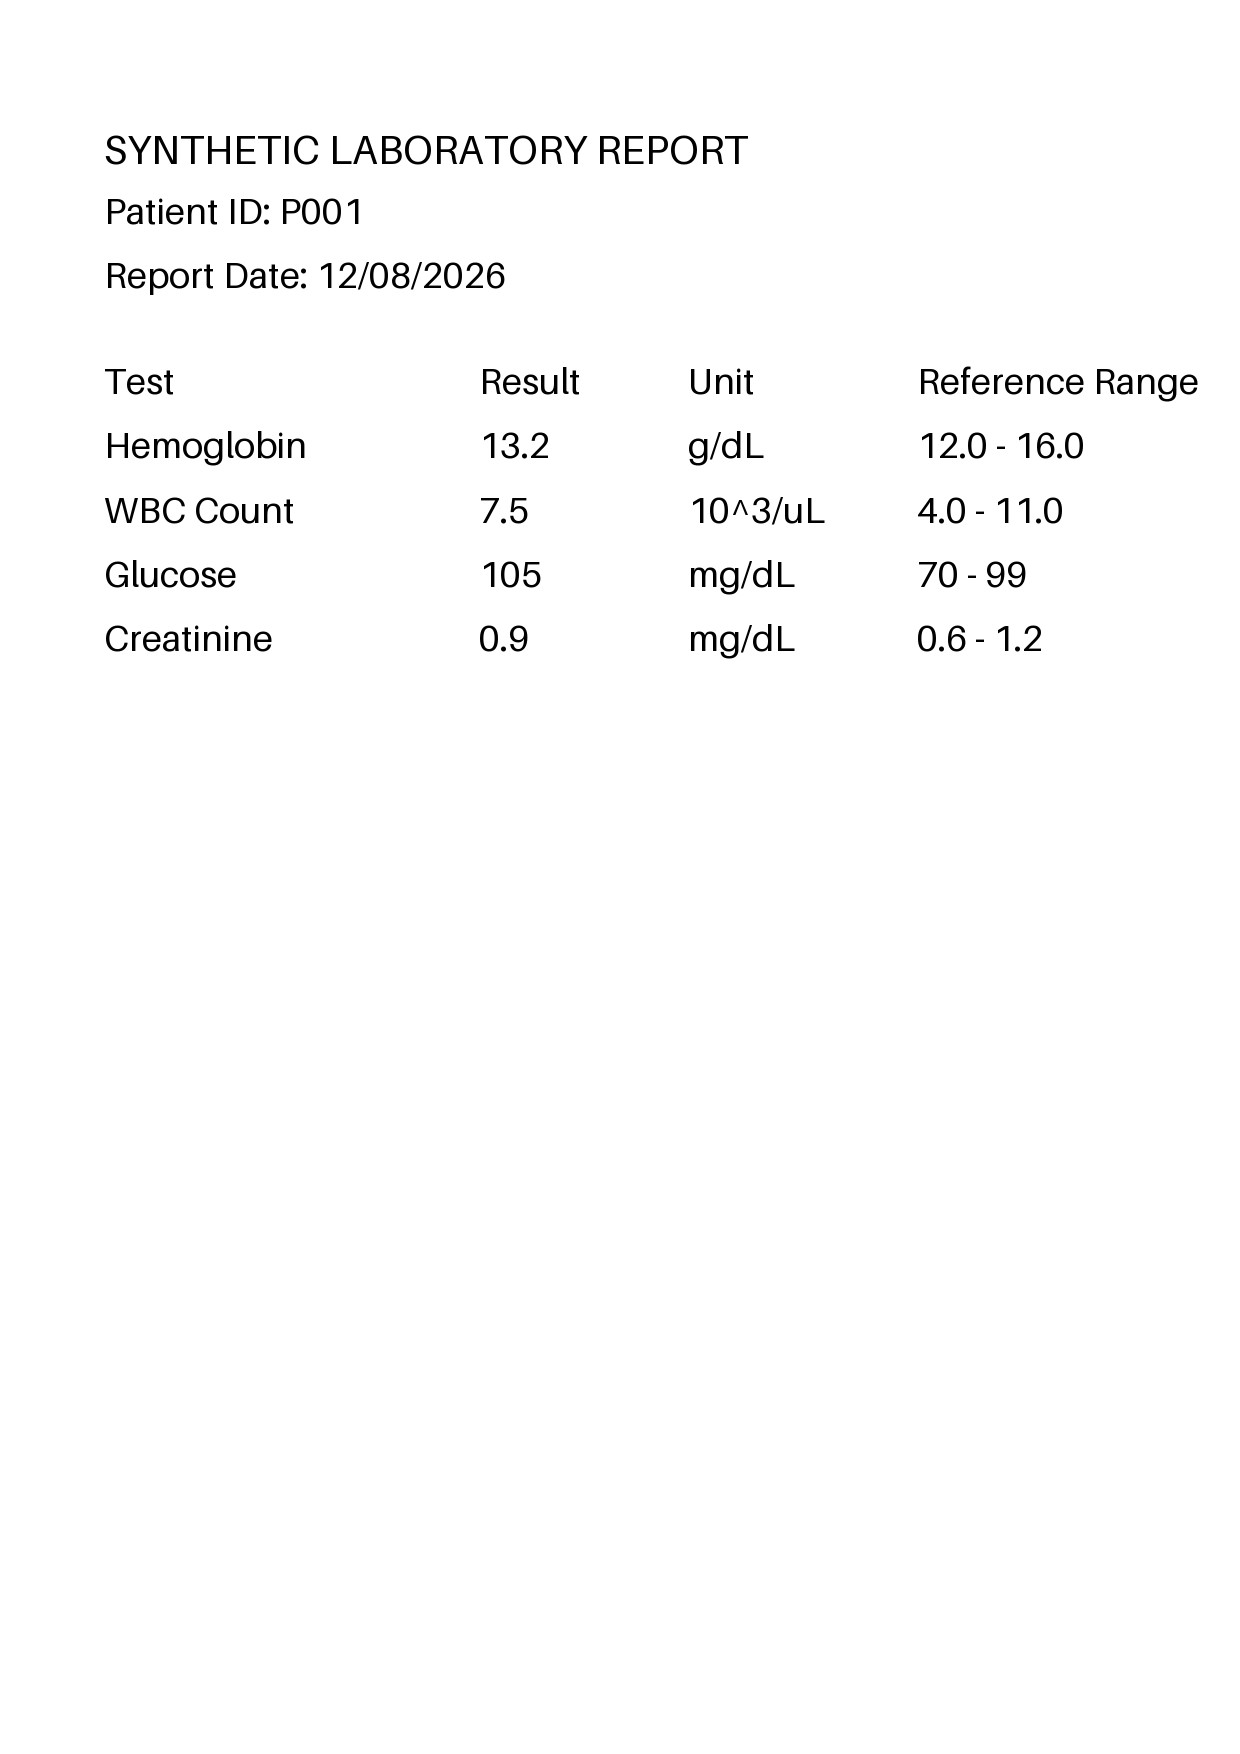 SYNTHETIC LABORATORY REPORT
Patient ID: P001
Report Date: 12/08/2026
Test Result Unit Reference Range
Hemoglobin 13.2 g/dL 12.0 - 16.0
WBC Count 7.5 10^3/uL 4.0 - 11.0
Glucose 105 mg/dL 70 - 99
Creatinine 0.9 mg/dL 0.6 - 1.2